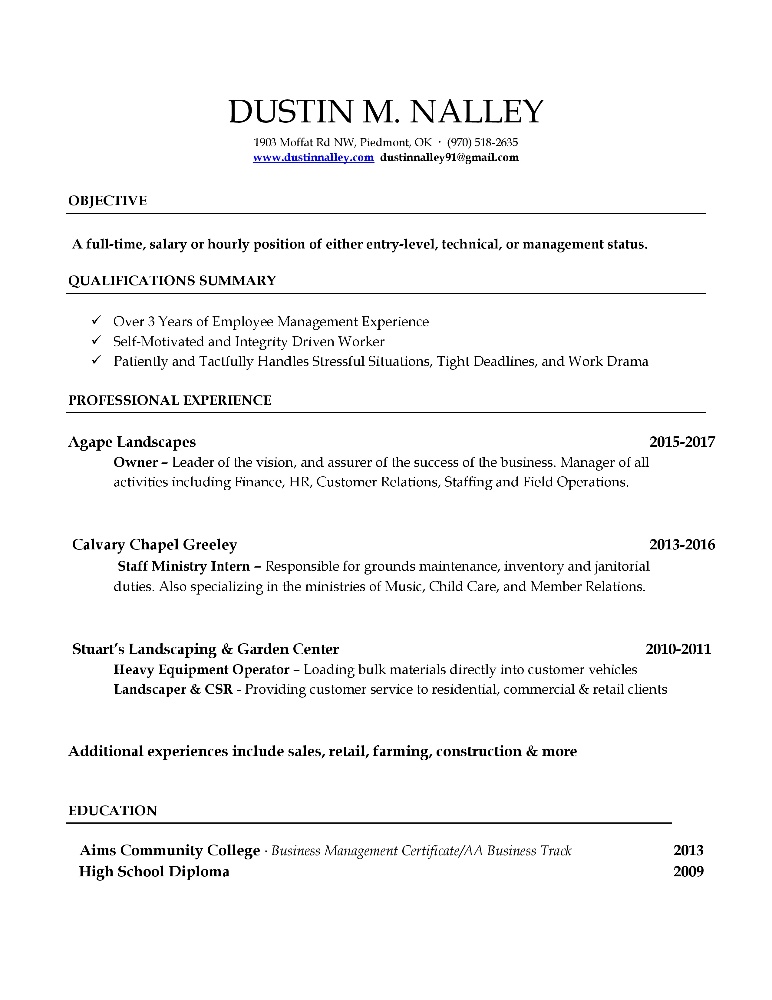 DUSTIN M. NALLEY
1903 Moffat Rd NW, Piedmont, OK · (970) 518-2635
www.dustinnalley.com dustinnalley91@gmail.com
OBJECTIVE
A full-time, salary or hourly position of either entry-level, technical, or management status.
QUALIFICATIONS SUMMARY
✓ Over 3 Years of Employee Management Experience
✓ Self-Motivated and Integrity Driven Worker
✓ Patiently and Tactfully Handles Stressful Situations, Tight Deadlines, and Work Drama
PROFESSIONAL EXPERIENCE
Agape Landscapes 2015-2017
Owner – Leader of the vision, and assurer of the success of the business. Manager of all
activities including Finance, HR, Customer Relations, Staffing and Field Operations.
Calvary Chapel Greeley 2013-2016
Staff Ministry Intern – Responsible for grounds maintenance, inventory and janitorial
duties. Also specializing in the ministries of Music, Child Care, and Member Relations.
Stuart's Landscaping & Garden Center 2010-2011
Heavy Equipment Operator – Loading bulk materials directly into customer vehicles
Landscaper & CSR - Providing customer service to residential, commercial & retail clients
Additional experiences include sales, retail, farming, construction & more
EDUCATION
Aims Community College · Business Management Certificate/AA Business Track 2013
High School Diploma 2009